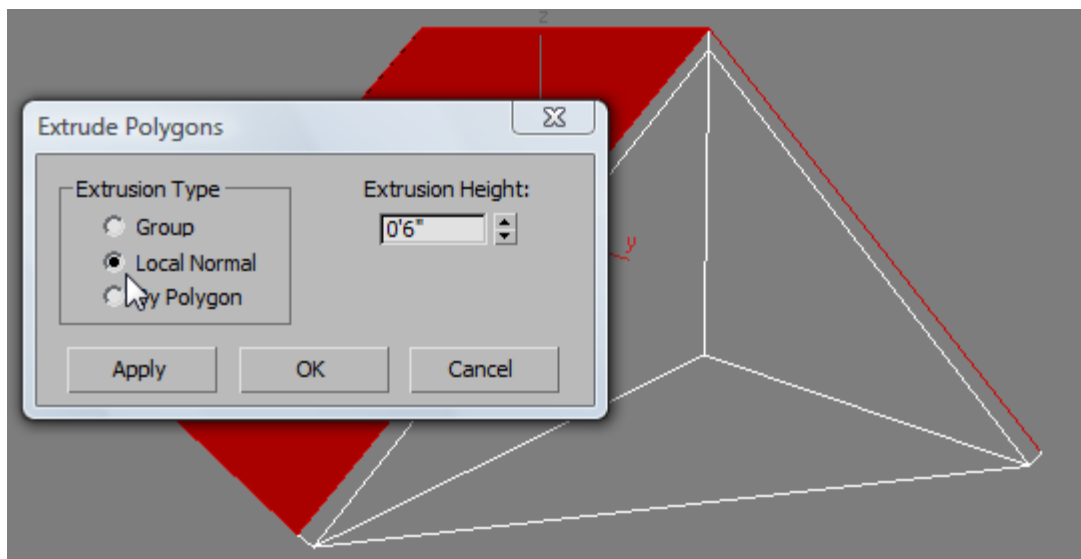 z
Extrude Polygons
Extrusion Type
Extrusion Height:
Group
0'6"
Local Normal
y Polygon
y
Apply
OK
Cancel